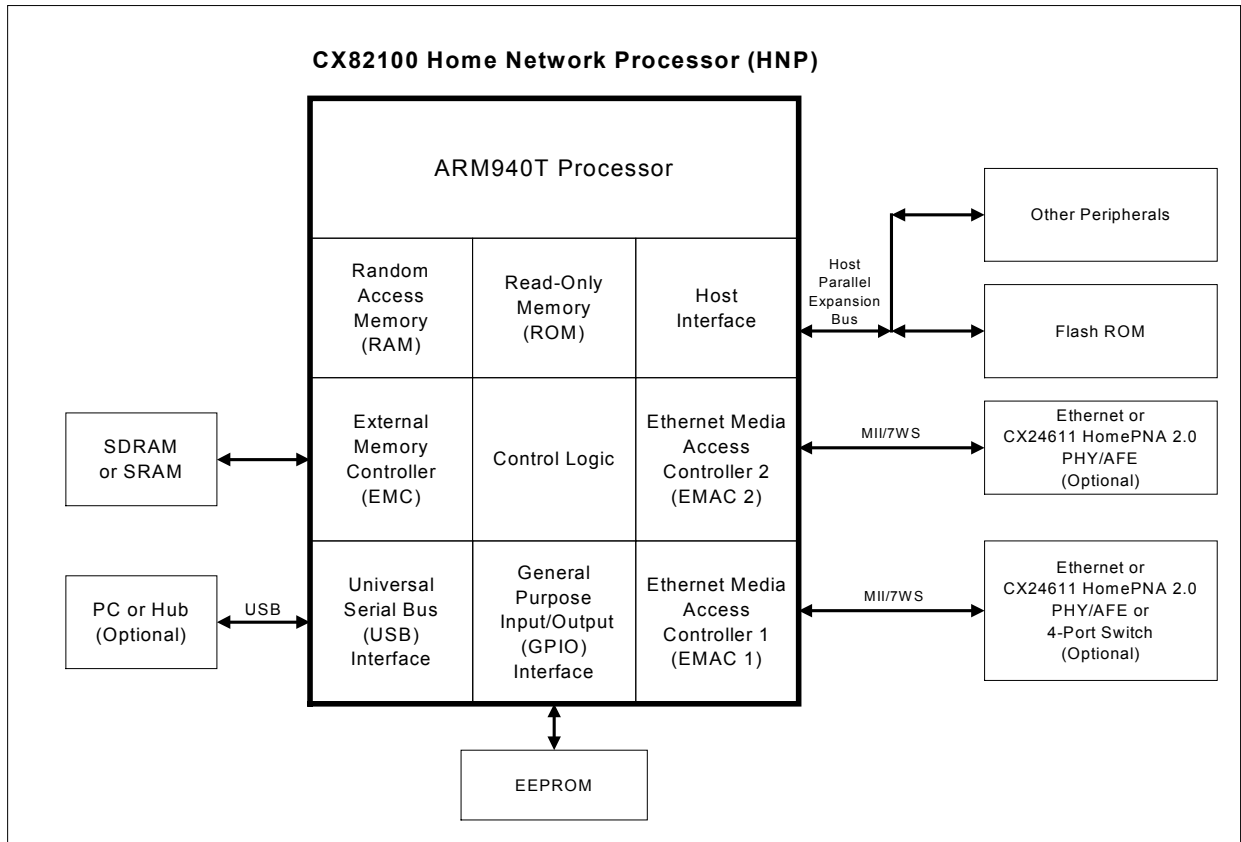 CX82100 Home Network Processor (HNP)
ARM940T Processor
Random
Access
Memory
(RAM)
Read-Only
Memory
(ROM)
Host
Interface
Host
Parallel
Expansion
Bus
Other Peripherals
Flash ROM
SDRAM
or SRAM
External
Memory
Controller
(EMC)
Control Logic
Ethernet Media
Access
Controller 2
(EMAC 2)
MII/7WS
Ethernet or
CX24611 HomePNA 2.0
PHY/AFE
(Optional)
PC or Hub
(Optional)
USB
Universal
Serial Bus
(USB)
Interface
General
Purpose
Input/Output
(GPIO)
Interface
Ethernet Media
Access
Controller 1
(EMAC 1)
MII/7WS
Ethernet or
CX24611 HomePNA 2.0
PHY/AFE or
4-Port Switch
(Optional)
EEPROM